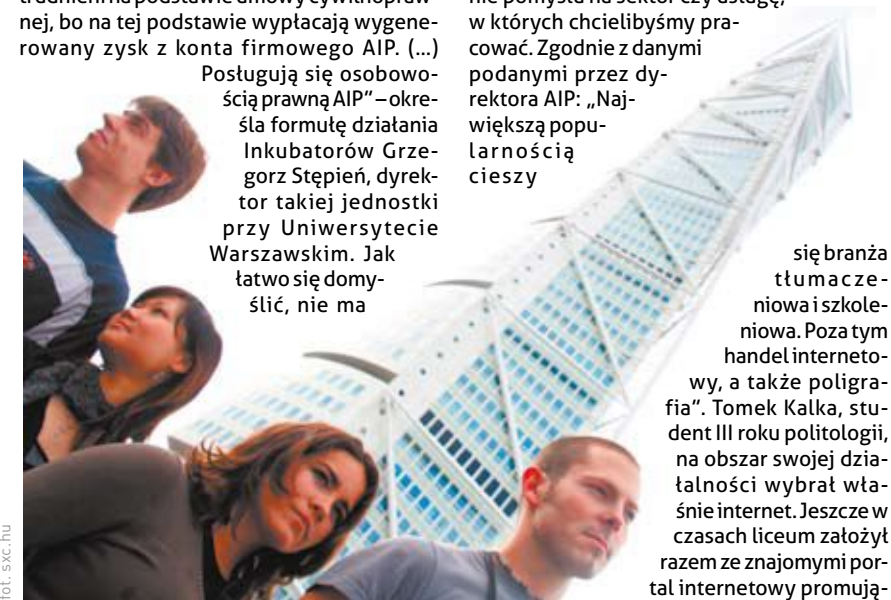 trudnieni na podstawie umowy cywilnopraw-
nej, bo na tej podstawie wypłacają wygene-
rowany zysk z konta firmowego AIP. (...)
Posługują się osobowo-
ścią prawną AIP” – okre-
śla formułę działania
Inkubatorów Grze-
gorz Stępień, dyrek-
tor takiej jednostki
przy Uniwersytecie
Warszawskim. Jak
łatwo się domy-
ślić, nie ma
nie pomysłu na sektor czy usługę,
w których chcielibyśmy pra-
cować. Zgodnie z danymi
podanymi przez dy-
rektora AIP: „Naj-
większą popu-
larnością
cieszy
się branża
tłumacze-
niowa i szkole-
niowa. Poza tym
handel interneto-
wy, a także poligra-
fia”. Tomek Kalka, stu-
dent III roku politologii,
na obszar swojej dzia-
łalności wybrał wła-
śnie internet. Jeszcze w
czasach liceum założył
razem ze znajomymi por-
tal internetowy promują-
fot. sxc.hu